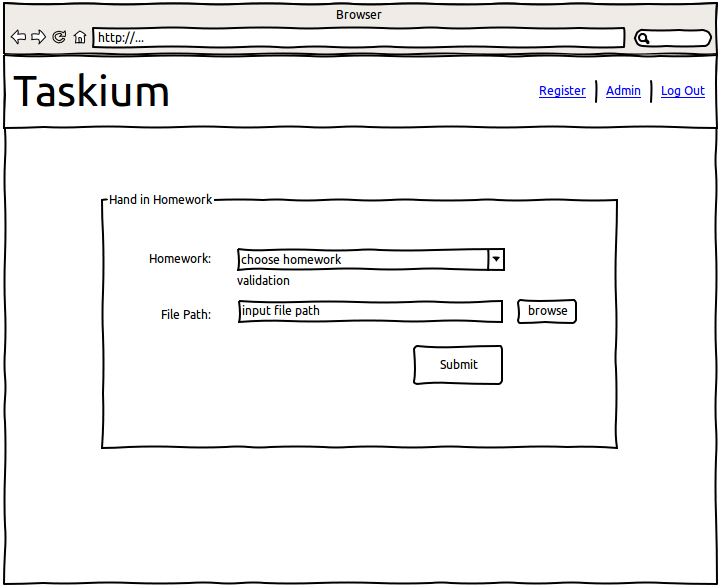 Browser
http://...
Taskium
Register | Admin | Log Out
Hand in Homework
Homework: choose homework
validation
File Path: input file path browse
Submit